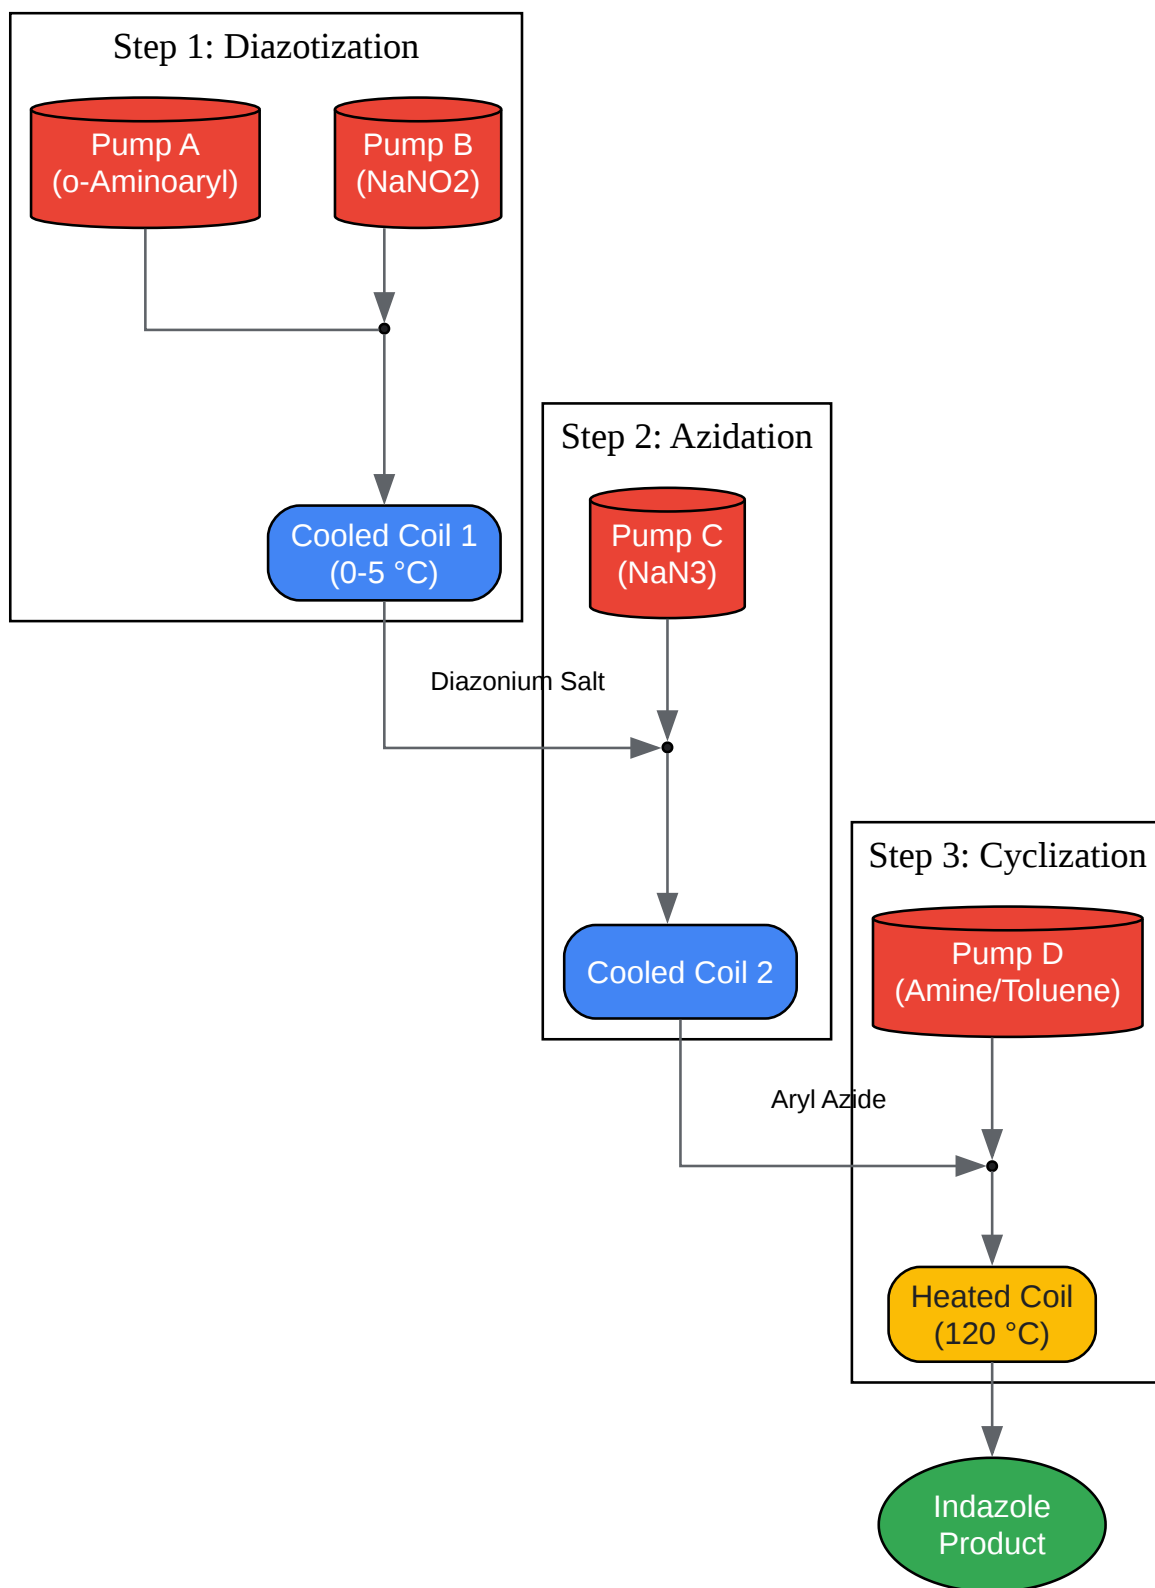 Step 1: Diazotization
Pump A
(o-Aminoaryl)
Pump B
(NaNO2)
Cooled Coil 1
(0-5 °C)
Diazonium Salt
Step 2: Azidation
Pump C
(NaN3)
Cooled Coil 2
Aryl Azide
Step 3: Cyclization
Pump D
(Amine/Toluene)
Heated Coil
(120 °C)
Indazole
Product